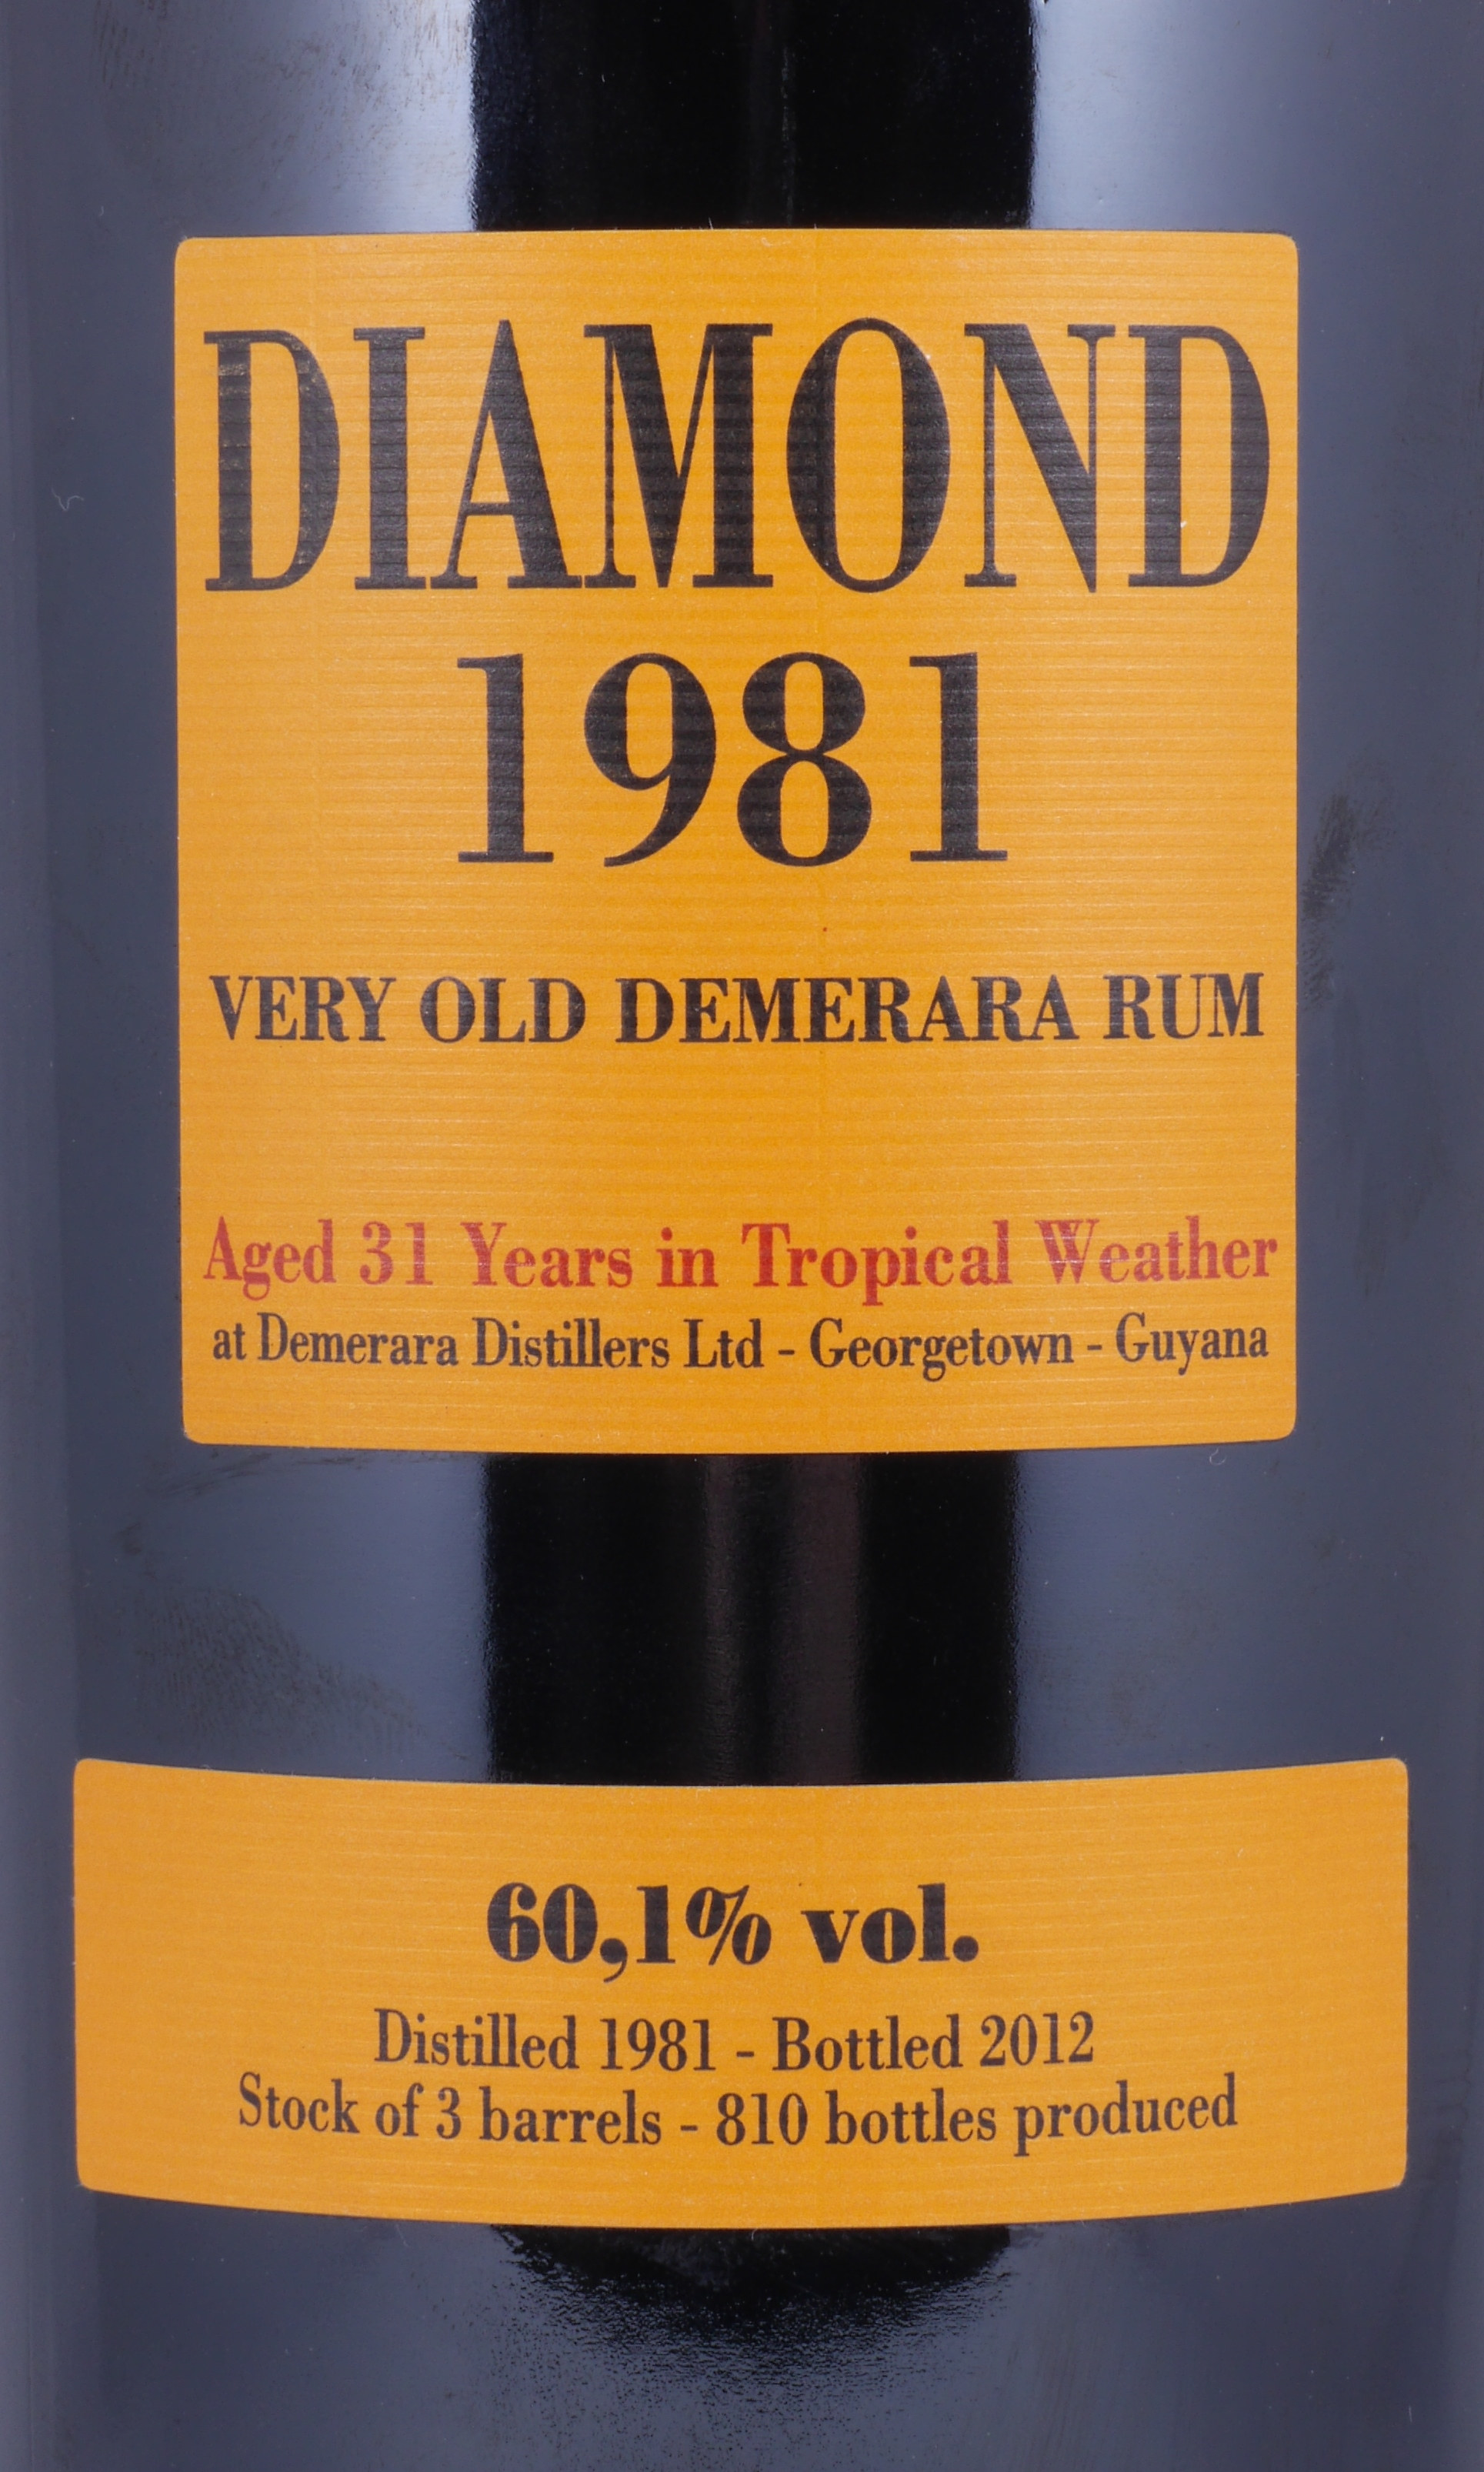 DIAMOND
1981
VERY OLD DEMERARA RUM
Aged 31 Years in Tropical Weather
at Demerara Distillers Ltd - Georgetown - Guyana
60,1% vol.
Distilled 1981 - Bottled 2012
Stock of 3 barrels - 810 bottles produced